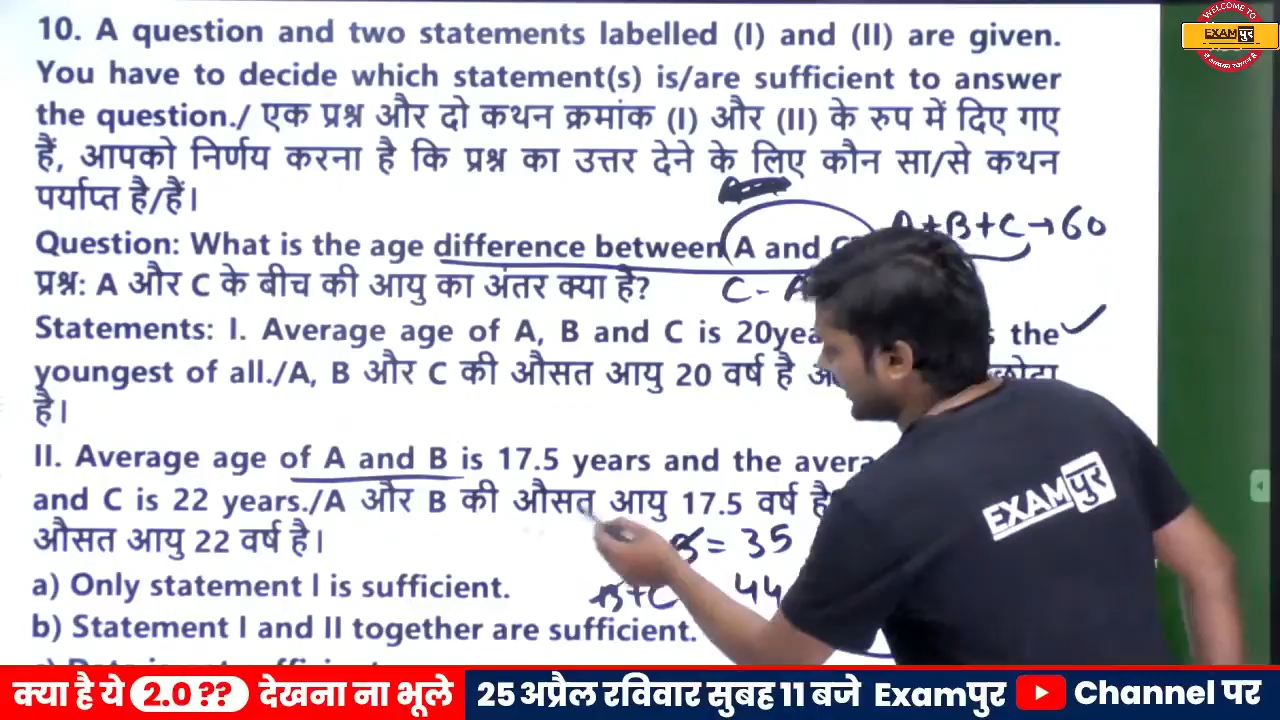 WELCOME TO
EXAMपुर
10. A question and two statements labelled (I) and (II) are given.
You have to decide which statement(s) is/are sufficient to answer
the question./ एक प्रश्न और दो कथन क्रमांक (I) और (II) के रुप में दिए गए
हैं, आपको निर्णय करना है कि प्रश्न का उत्तर देने के लिए कौन सा/से कथन
पर्याप्त है/हैं।
A+B+C→60
Question: What is the age difference between A and C
प्रश्न: A और C के बीच की आयु का अंतर क्या है?
C - A
Statements: I. Average age of A, B and C is 20 the
youngest of all./A, B और C की औसत आयु 20 वर्ष है छोटा
है।
II. Average age of A and B is 17.5 years and the
and C is 22 years./A और B की औसत आयु 17.5 वर्ष है
औसत आयु 22 वर्ष है।
= 35
a) Only statement I is sufficient.
B+C 44
b) Statement I and II together are sufficient.
EXAMपुर
क्या है ये 2.0 ?? देखना ना भूले 25 अप्रैल रविवार सुबह 11 बजे Examपुर Channel पर